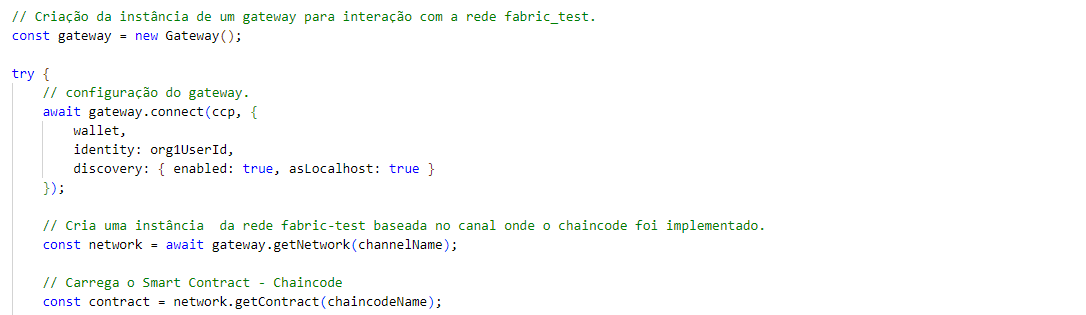 // Criação da instância de um gateway para interação com a rede fabric_test.
const gateway = new Gateway();
try {
// configuração do gateway.
await gateway.connect(ccp, {
wallet,
identity: org1UserId,
discovery: { enabled: true, asLocalhost: true }
});
// Cria uma instância  da rede fabric-test baseada no canal onde o chaincode foi implementado.
const network = await gateway.getNetwork(channelName);
// Carrega o Smart Contract - Chaincode
const contract = network.getContract(chaincodeName);